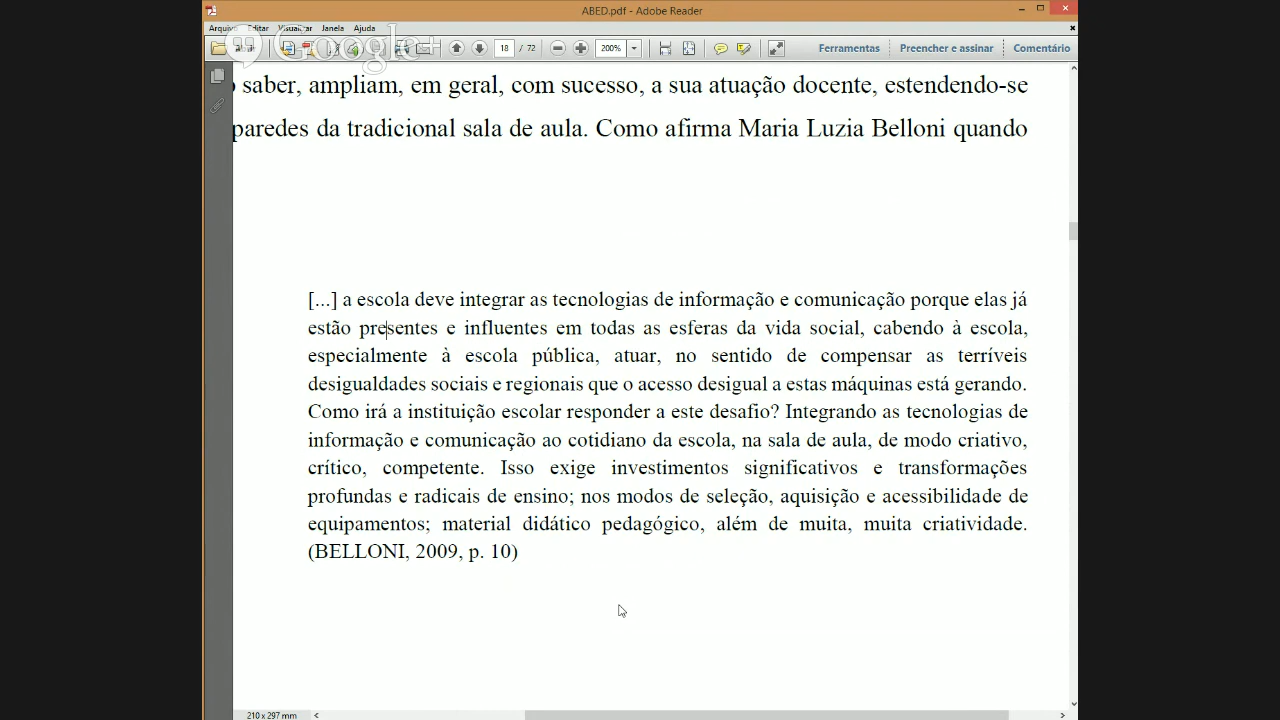 ABED.pdf - Adobe Reader
Editar Visualizar Janela Ajuda
Google+
18 / 72 200% Ferramentas Preencher e assinar Comentário
saber, ampliam, em geral, com sucesso, a sua atuação docente, estendendo-se
paredes da tradicional sala de aula. Como afirma Maria Luzia Belloni quando
[...] a escola deve integrar as tecnologias de informação e comunicação porque elas já
estão presentes e influentes em todas as esferas da vida social, cabendo à escola,
especialmente à escola pública, atuar, no sentido de compensar as terríveis
desigualdades sociais e regionais que o acesso desigual a estas máquinas está gerando.
Como irá a instituição escolar responder a este desafio? Integrando as tecnologias de
informação e comunicação ao cotidiano da escola, na sala de aula, de modo criativo,
crítico, competente. Isso exige investimentos significativos e transformações
profundas e radicais de ensino; nos modos de seleção, aquisição e acessibilidade de
equipamentos; material didático pedagógico, além de muita, muita criatividade.
(BELLONI, 2009, p. 10)
210 x 297 mm